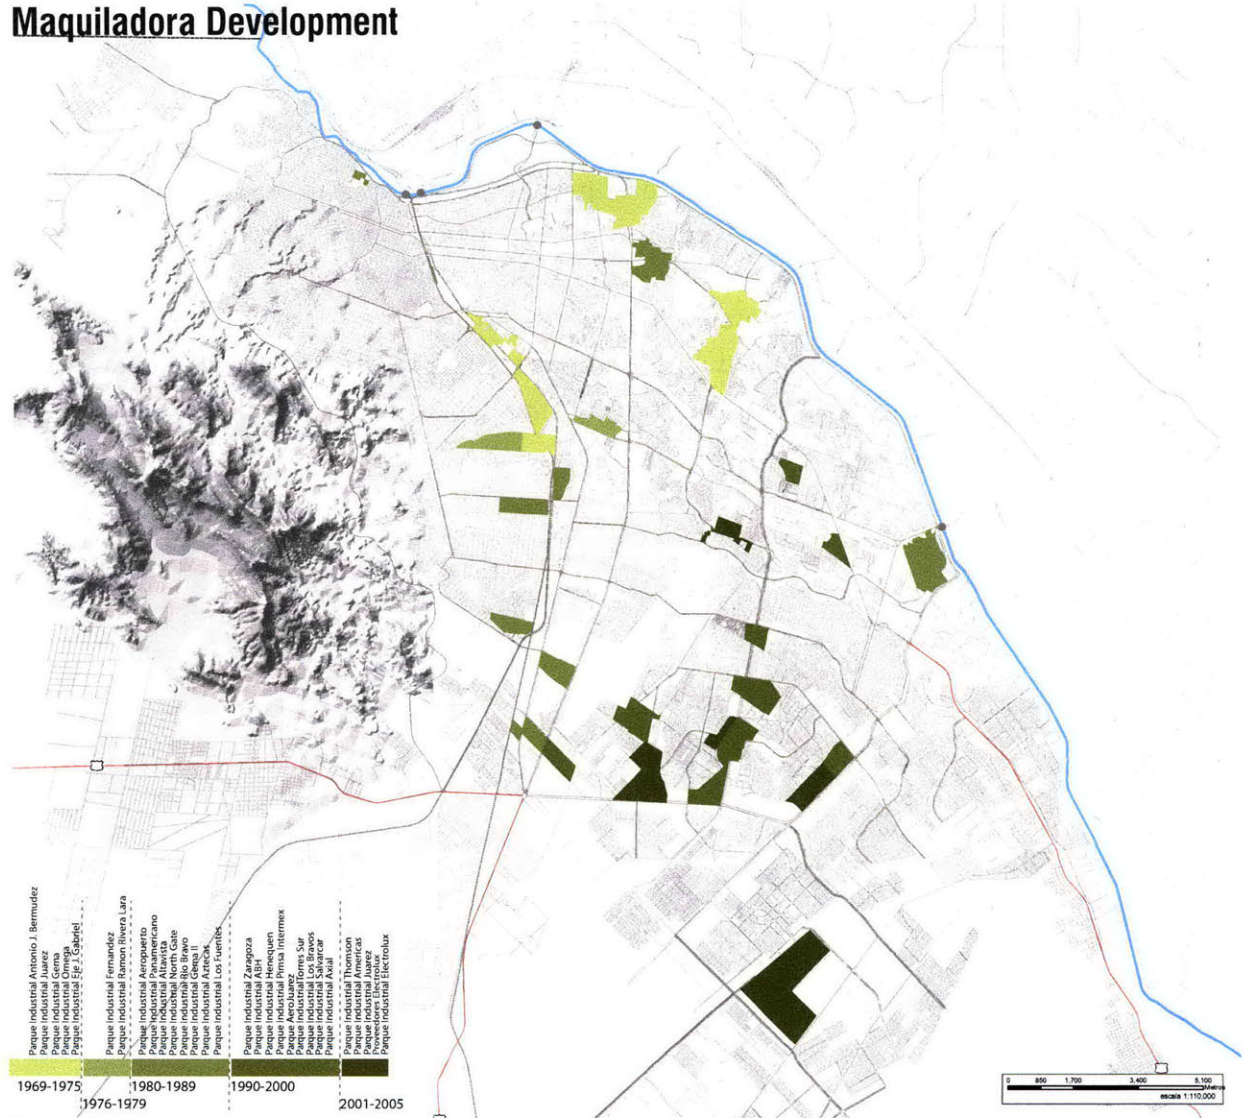 Maquiladora Development
Parque Industrial Antonio J. Bermudez
Parque Industrial Juarez
Parque Industrial Gema
Parque Industrial Omega
Parque Industrial Eje J. Gabriel
Parque Industrial Fernandez
Parque Industrial Ramon Rivera Lara
Parque Industrial Aeropuerto
Parque Industrial Panamericano
Parque Industrial Altavista
Parque Industrial North Gate
Parque Industrial Rio Bravo
Parque Industrial Gema II
Parque Industrial Aztecas
Parque Industrial Los Fuentes
Parque Industrial Zaragoza
Parque Industrial ABH
Parque Industrial Henequen
Parque Industrial Femsa Intermex
Parque AeroJuarez
Parque IndustrialTorres Sur
Parque Industrial Los Bravos
Parque Industrial Salvarcar
Parque Industrial Axial
Parque Industrial Thomson
Parque Industrial Americas
Parque Industrial Juarez
Proveedores Electrolux
Parque Industrial Electrolux
1969-1975
1976-1979
1980-1989
1990-2000
2001-2005
0 850 1,700 3,400 5,100
Metros
escala 1:110,000